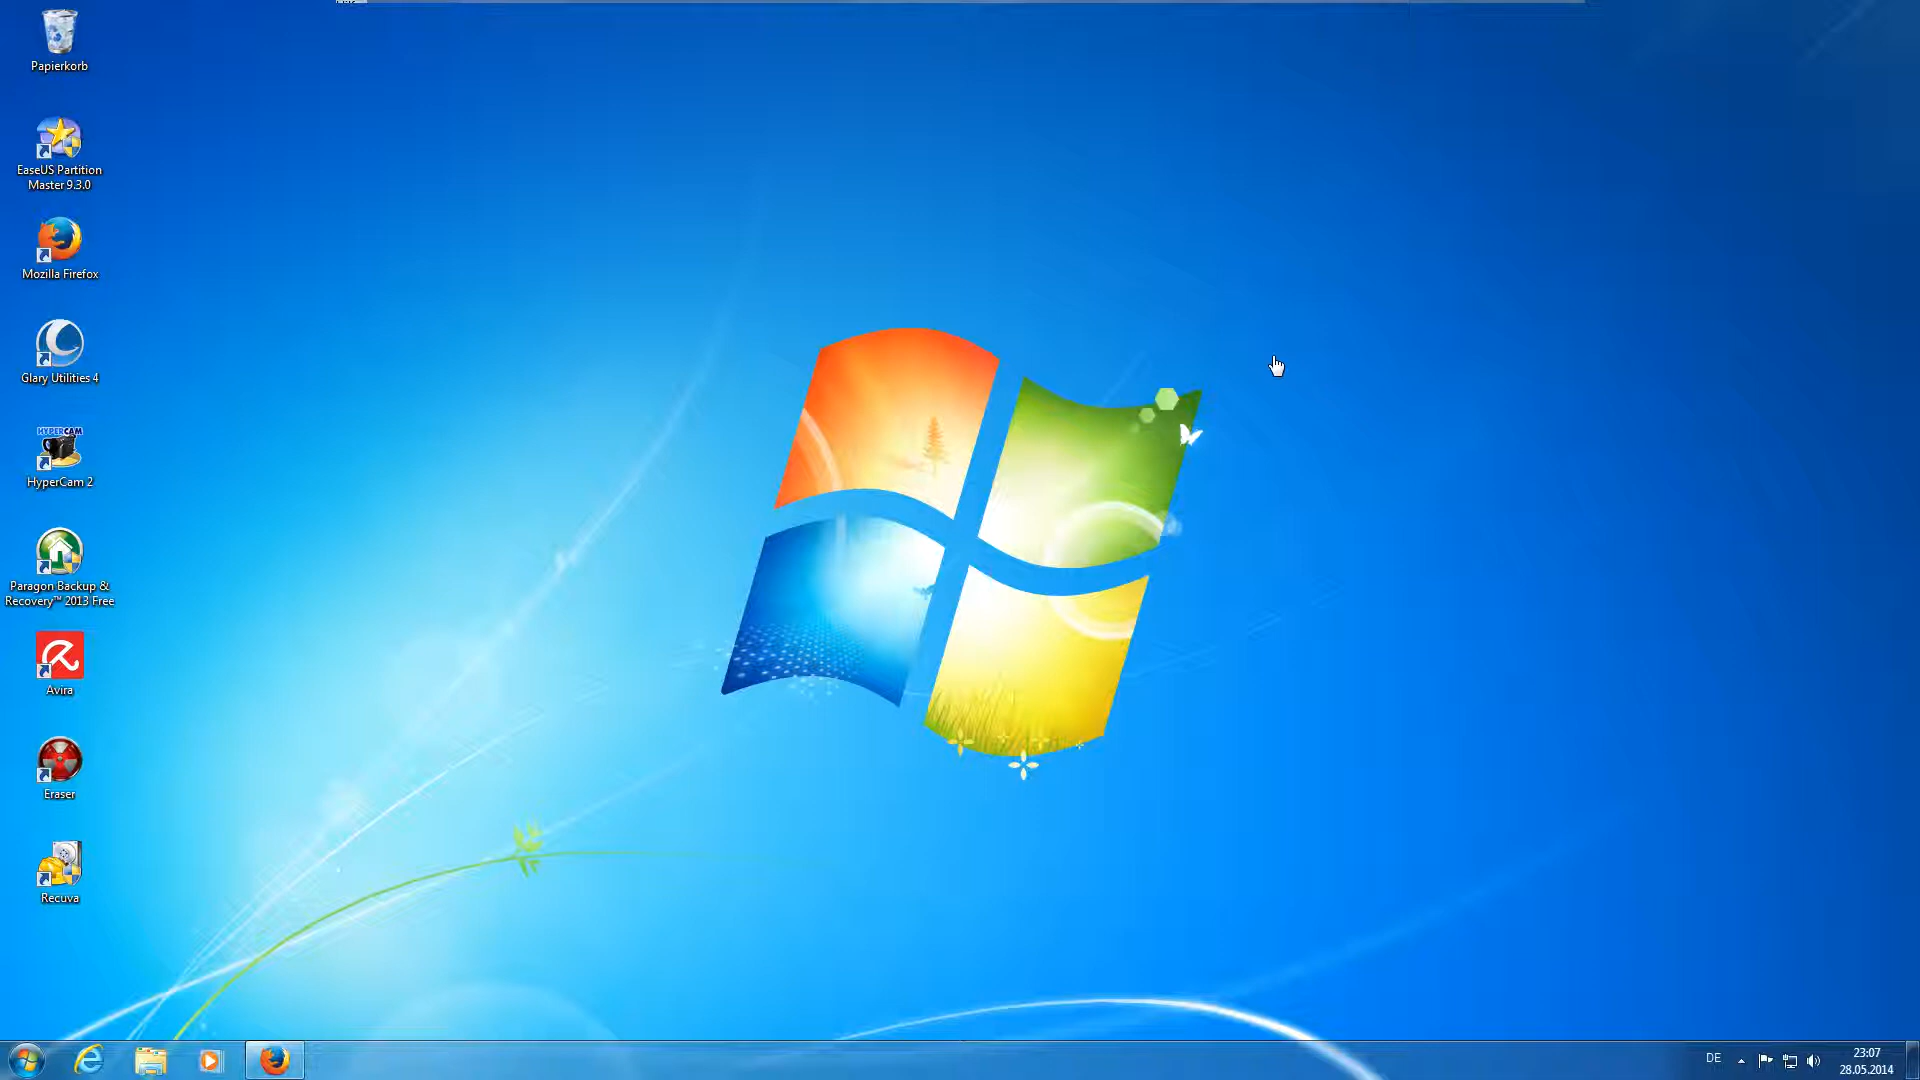 Papierkorb
EaseUS Partition
Master 9.3.0
Mozilla Firefox
Glary Utilities 4
HYPERCAM
HyperCam 2
Paragon Backup &
Recovery™ 2013 Free
Avira
Eraser
Recuva
DE
23:07
28.05.2014